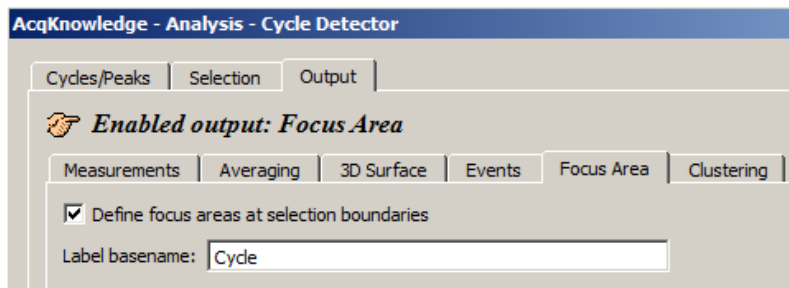 AcqKnowledge - Analysis - Cycle Detector
Cycles/Peaks Selection Output
Enabled output: Focus Area
Measurements Averaging 3D Surface Events Focus Area Clustering
Define focus areas at selection boundaries
Label basename: Cycle